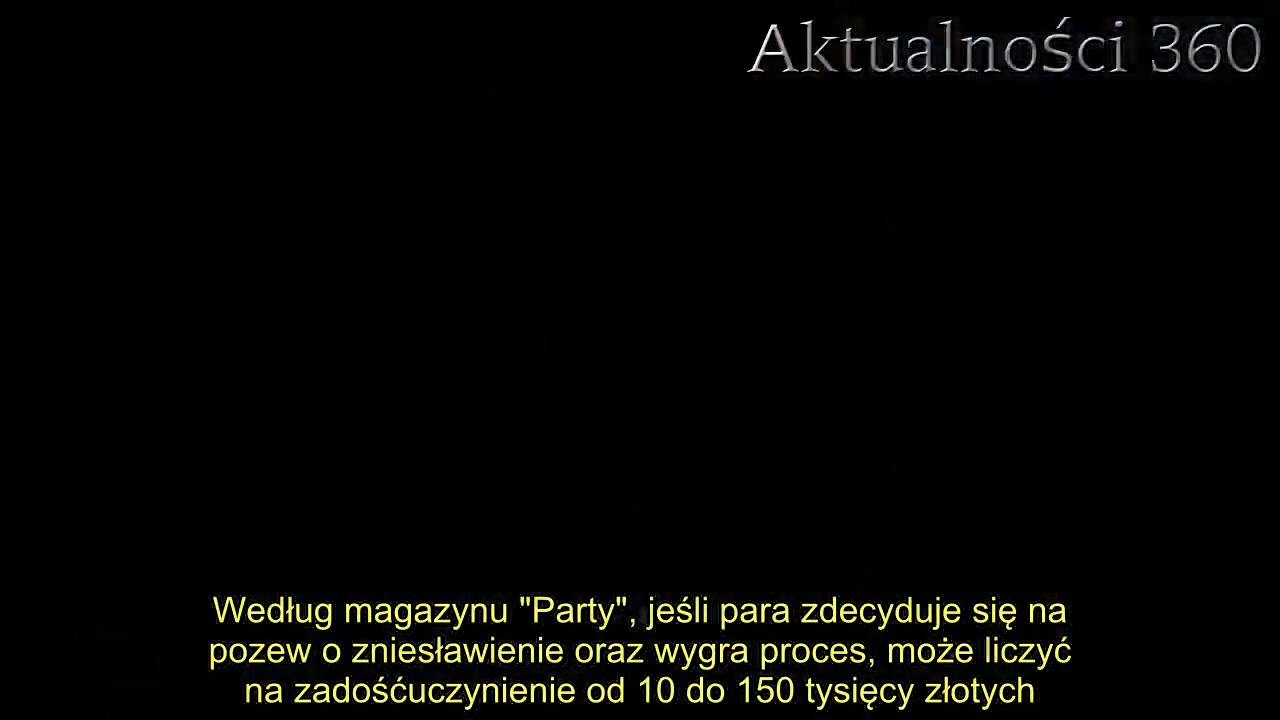 Aktualności 360
Według magazynu "Party", jeśli para zdecyduje się na
pozew o zniesławienie oraz wygra proces, może liczyć
na zadośćuczynienie od 10 do 150 tysięcy złotych